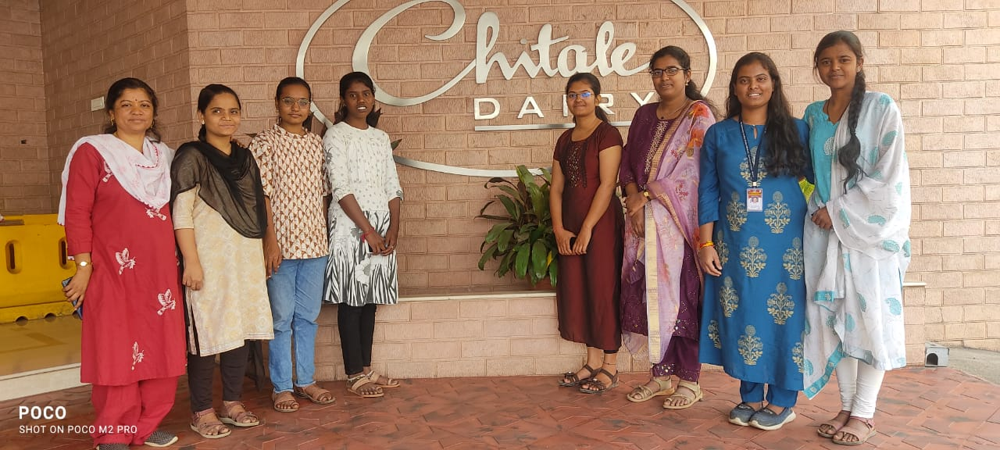 Chitale
DAIRY
POCO
SHOT ON POCO M2 PRO